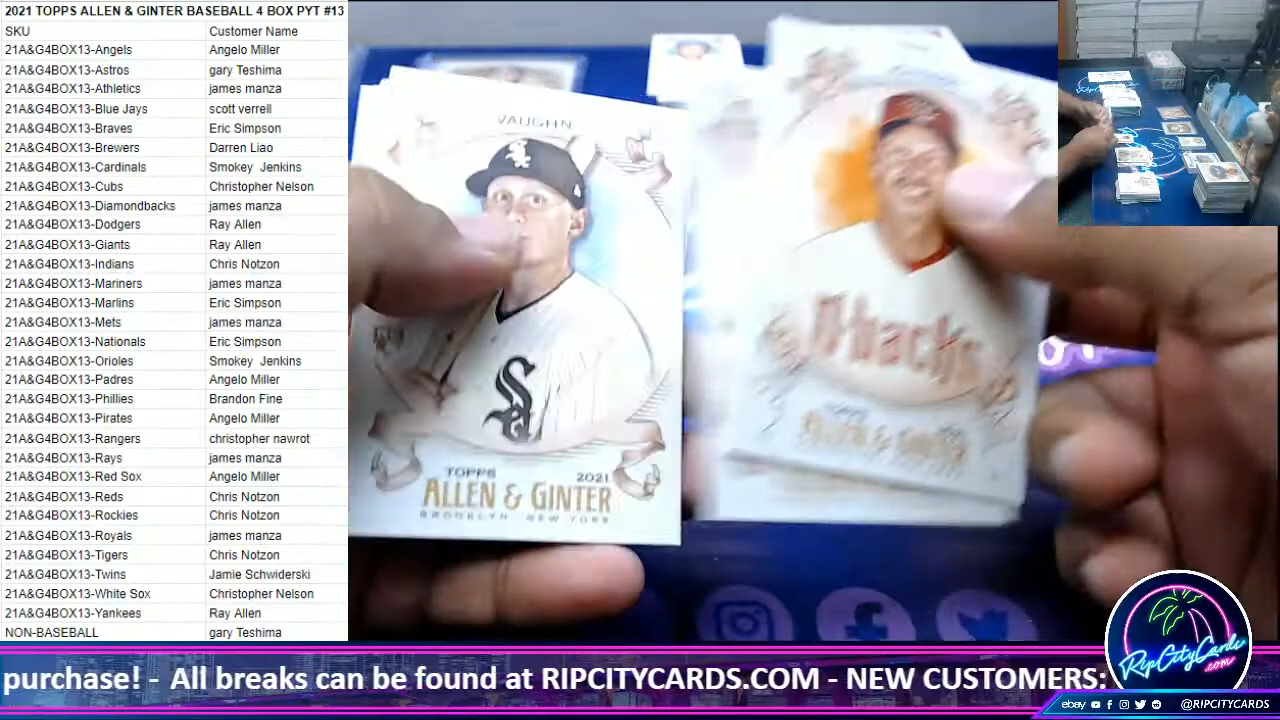 2021 TOPPS ALLEN & GINTER BASEBALL 4 BOX PYT #13
SKU Customer Name
21A&G4BOX13-Angels Angelo Miller
21A&G4BOX13-Astros gary Teshima
21A&G4BOX13-Athletics james manza
21A&G4BOX13-Blue Jays scott verrell
21A&G4BOX13-Braves Eric Simpson
21A&G4BOX13-Brewers Darren Liao
21A&G4BOX13-Cardinals Smokey  Jenkins
21A&G4BOX13-Cubs Christopher Nelson
21A&G4BOX13-Diamondbacks james manza
21A&G4BOX13-Dodgers Ray Allen
21A&G4BOX13-Giants Ray Allen
21A&G4BOX13-Indians Chris Notzon
21A&G4BOX13-Mariners james manza
21A&G4BOX13-Marlins Eric Simpson
21A&G4BOX13-Mets james manza
21A&G4BOX13-Nationals Eric Simpson
21A&G4BOX13-Orioles Smokey  Jenkins
21A&G4BOX13-Padres Angelo Miller
21A&G4BOX13-Phillies Brandon Fine
21A&G4BOX13-Pirates Angelo Miller
21A&G4BOX13-Rangers christopher nawrot
21A&G4BOX13-Rays james manza
21A&G4BOX13-Red Sox Angelo Miller
21A&G4BOX13-Reds Chris Notzon
21A&G4BOX13-Rockies Chris Notzon
21A&G4BOX13-Royals james manza
21A&G4BOX13-Tigers Chris Notzon
21A&G4BOX13-Twins Jamie Schwiderski
21A&G4BOX13-White Sox Christopher Nelson
21A&G4BOX13-Yankees Ray Allen
NON-BASEBALL gary Teshima
VAUGHN
Sox
TOPPS 2021
ALLEN & GINTER
BROOKLYN NEW YORK
D-backs
ALLEN & GINTER
purchase! - All breaks can be found at RIPCITYCARDS.COM - NEW CUSTOMERS:
RipCityCards
.com
ebay @RIPCITYCARDS